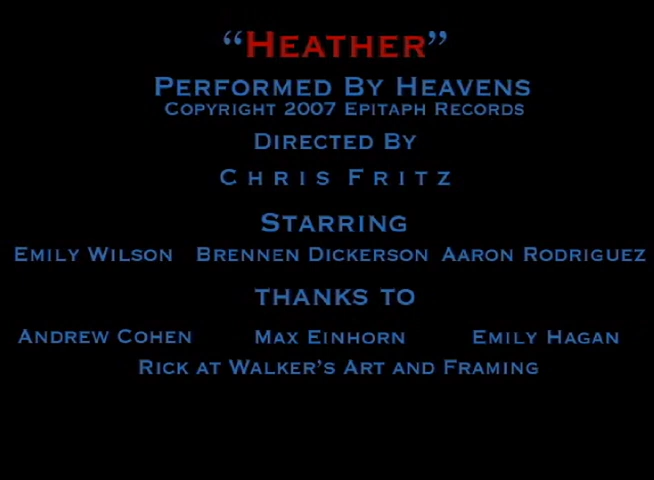 “HEATHER”
PERFORMED BY HEAVENS
COPYRIGHT 2007 EPITAPH RECORDS
DIRECTED BY
CHRIS FRITZ
STARRING
EMILY WILSON BRENNEN DICKERSON AARON RODRIGUEZ
THANKS TO
ANDREW COHEN MAX EINHORN EMILY HAGAN
RICK AT WALKER’S ART AND FRAMING